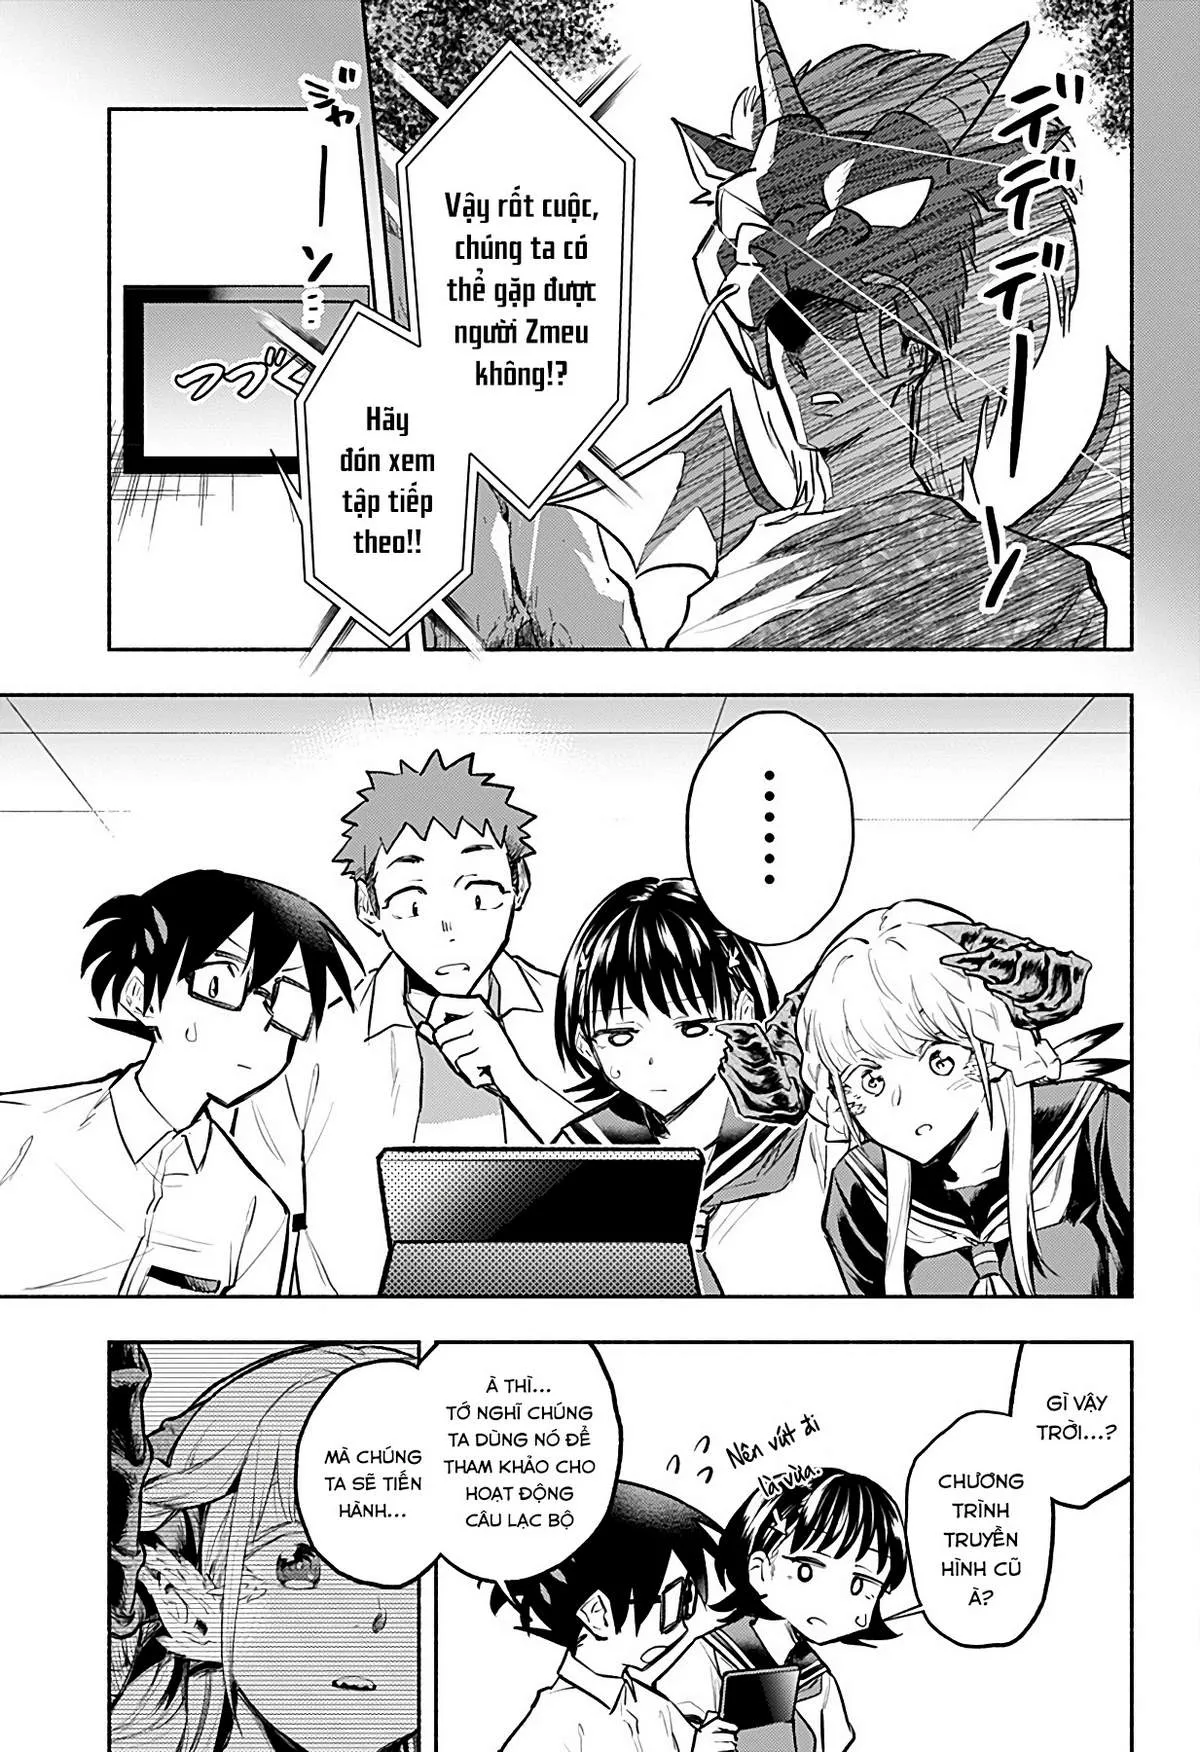 デデデーン
ジャーン
つづく
Vậy rốt cuộc,
chúng ta có
thể gặp được
người Zmeu
không!?
Hãy
đón xem
tập tiếp
theo!!
GÌ VẬY
TRỜI...?
CHƯƠNG
TRÌNH
TRUYỀN
HÌNH CŨ
À?
Nên vứt đi
là vừa.
À THÌ...
TỚ NGHĨ CHÚNG
TA DÙNG NÓ ĐỂ
THAM KHẢO CHO
HOẠT ĐỘNG
CÂU LẠC BỘ
MÀ CHÚNG
TA SẼ TIẾN
HÀNH...